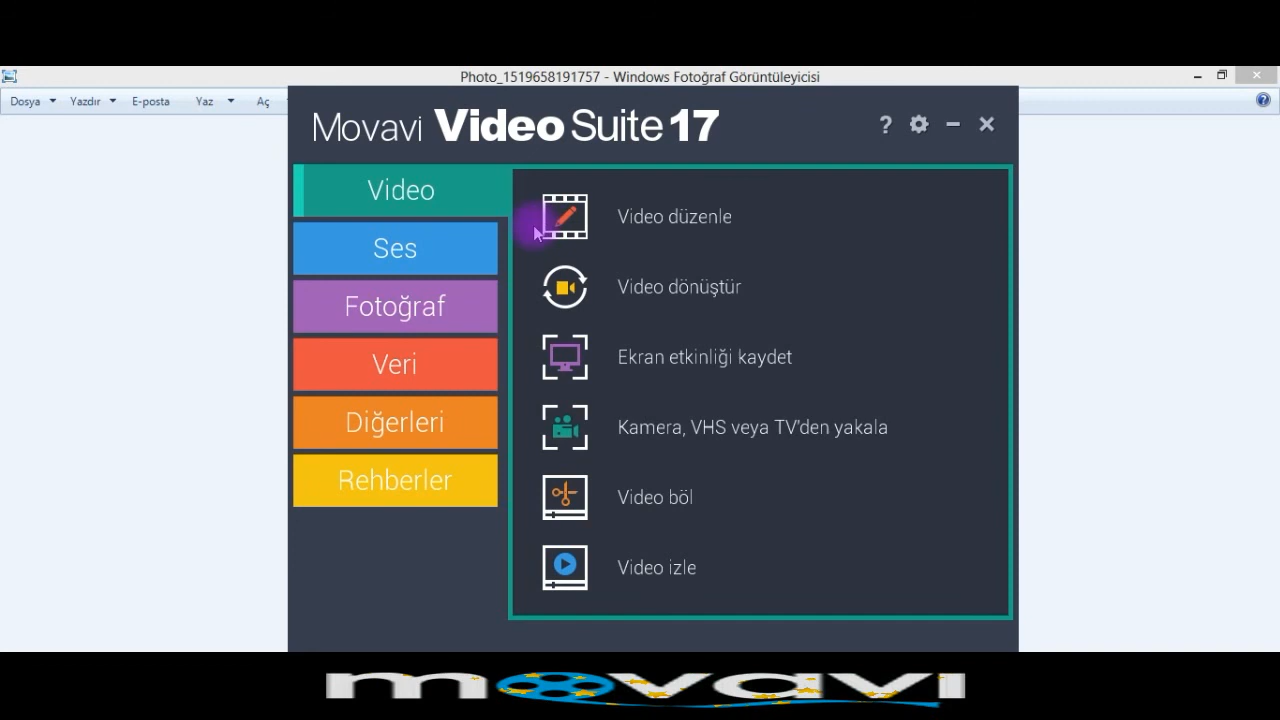 Photo_1519658191757 - Windows Fotoğraf Görüntüleyicisi
Dosya Yazdır E-posta Yaz Aç
Movavi Video Suite 17
?
Video
Ses
Fotoğraf
Veri
Diğerleri
Rehberler
Video düzenle
Video dönüştür
Ekran etkinliği kaydet
Kamera, VHS veya TV'den yakala
Video böl
Video izle
movavi